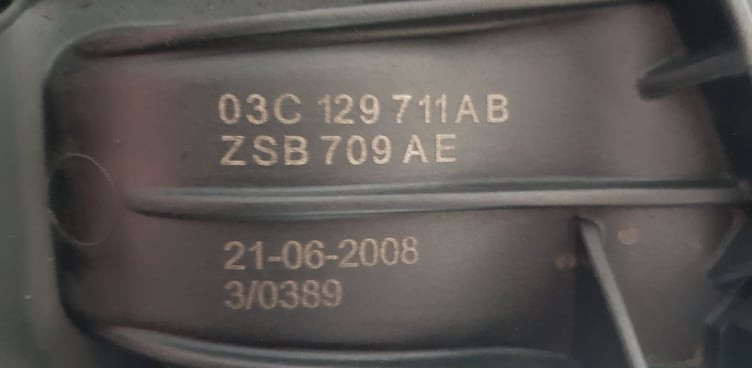 03C 129 711AB
ZSB 709 AE
21-06-2008
3/0389